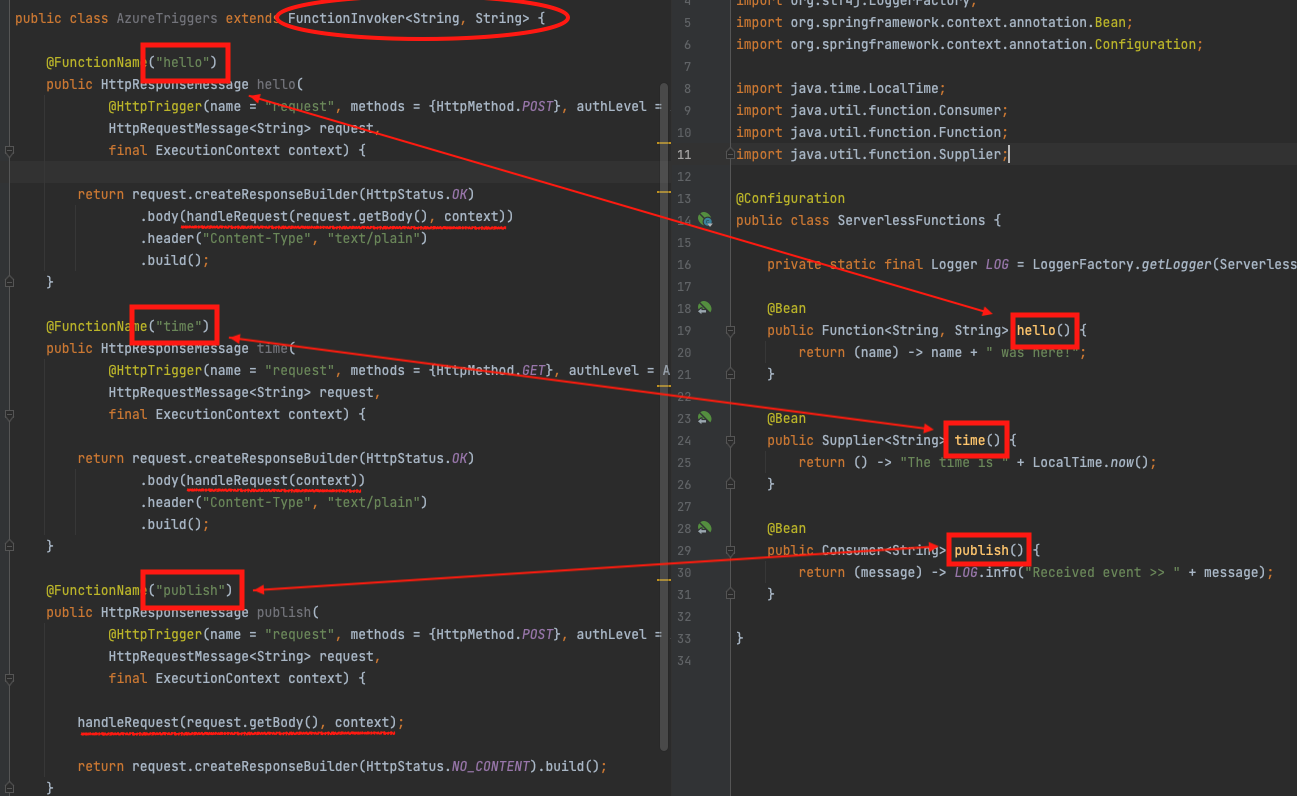 public class AzureTriggers extends FunctionInvoker<String, String> {
@FunctionName("hello")
public HttpResponseMessage hello(
@HttpTrigger(name = "request", methods = {HttpMethod.POST}, authLevel =
HttpRequestMessage<String> request,
final ExecutionContext context) {
return request.createResponseBuilder(HttpStatus.OK)
.body(handleRequest(request.getBody(), context))
.header("Content-Type", "text/plain")
.build();
}
@FunctionName("time")
public HttpResponseMessage time(
@HttpTrigger(name = "request", methods = {HttpMethod.GET}, authLevel = A
HttpRequestMessage<String> request,
final ExecutionContext context) {
return request.createResponseBuilder(HttpStatus.OK)
.body(handleRequest(context))
.header("Content-Type", "text/plain")
.build();
}
@FunctionName("publish")
public HttpResponseMessage publish(
@HttpTrigger(name = "request", methods = {HttpMethod.POST}, authLevel =
HttpRequestMessage<String> request,
final ExecutionContext context) {
handleRequest(request.getBody(), context);
return request.createResponseBuilder(HttpStatus.NO_CONTENT).build();
}
4 import org.slf4j.LoggerFactory;
5 import org.springframework.context.annotation.Bean;
6 import org.springframework.context.annotation.Configuration;
7
8 import java.time.LocalTime;
9 import java.util.function.Consumer;
10 import java.util.function.Function;
11 import java.util.function.Supplier;
12
13 @Configuration
14 public class ServerlessFunctions {
15
16 private static final Logger LOG = LoggerFactory.getLogger(Serverless
17
18 @Bean
19 public Function<String, String> hello() {
20 return (name) -> name + " was here!";
21 }
22
23 @Bean
24 public Supplier<String> time() {
25 return () -> "The time is " + LocalTime.now();
26 }
27
28 @Bean
29 public Consumer<String> publish() {
30 return (message) -> LOG.info("Received event >> " + message);
31 }
32
33 }
34